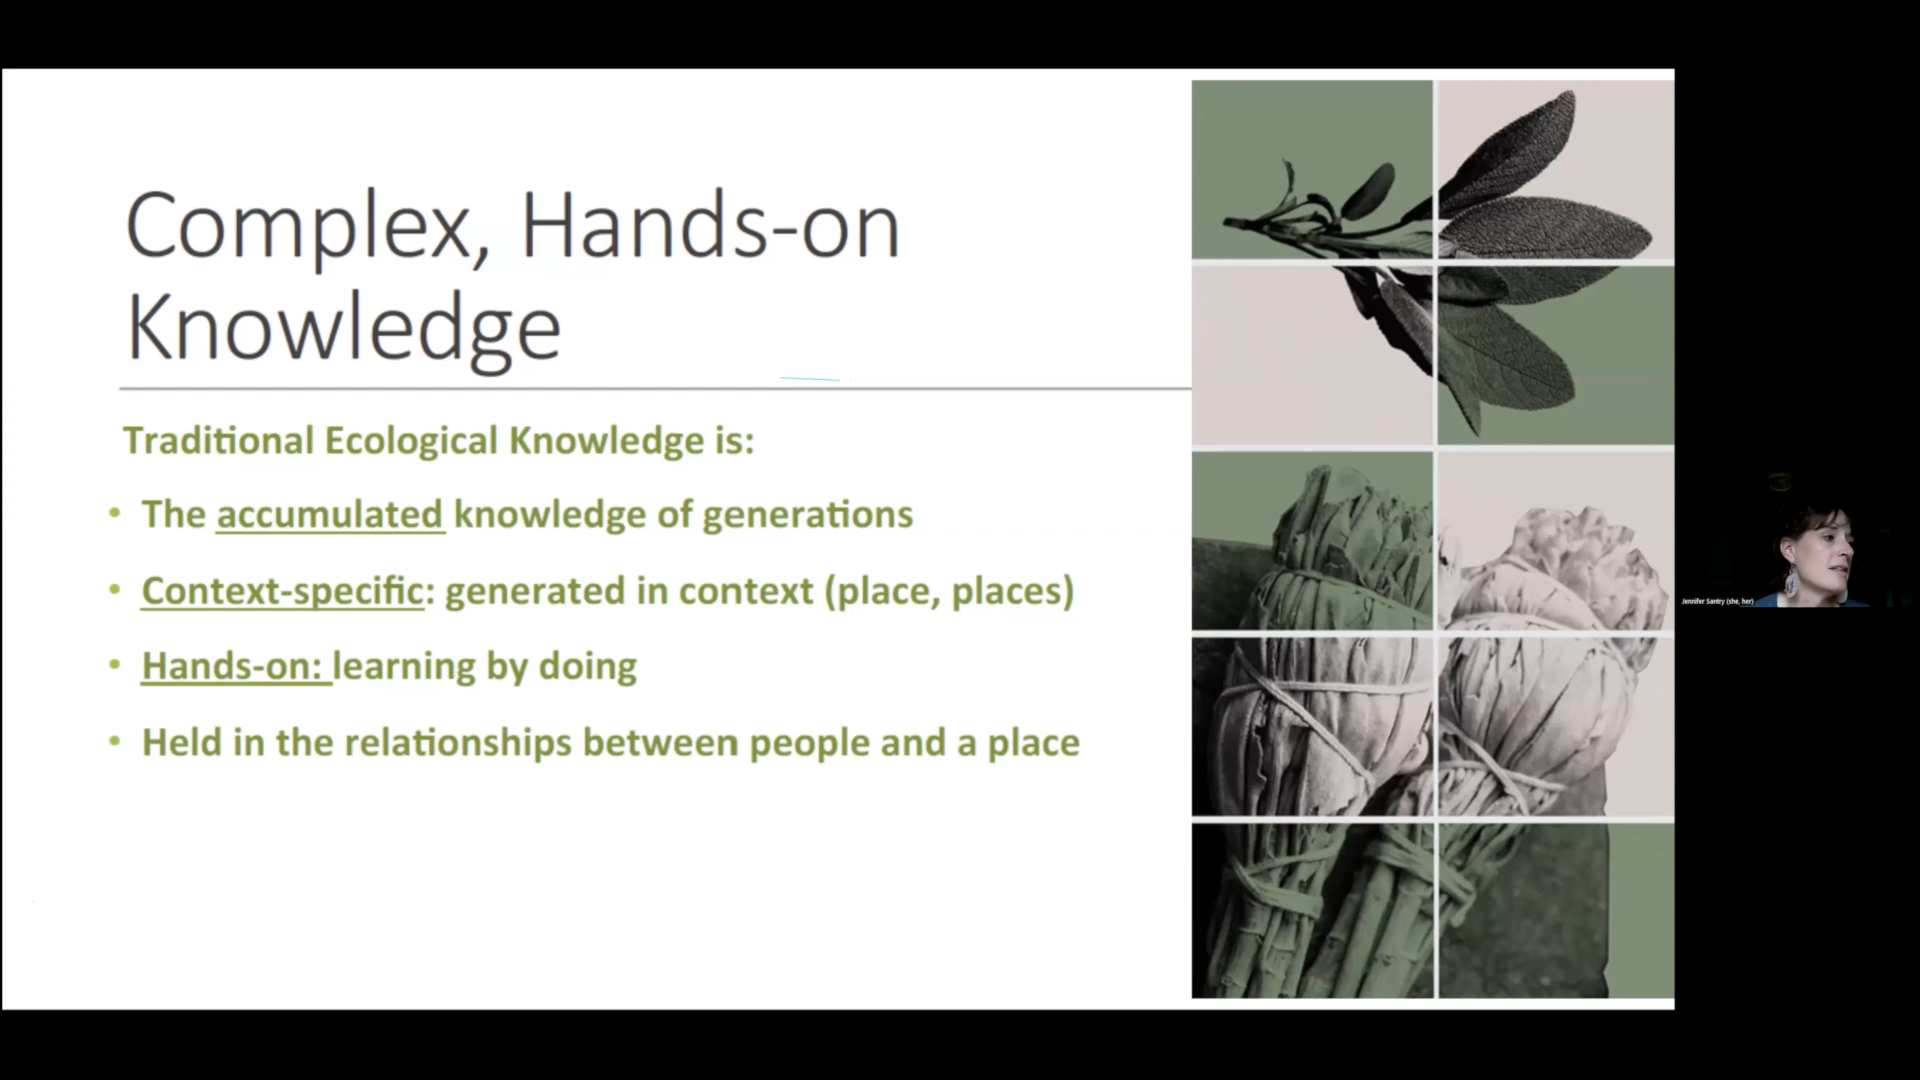 Complex, Hands-on
Knowledge
Traditional Ecological Knowledge is:
• The accumulated knowledge of generations
• Context-specific: generated in context (place, places)
• Hands-on: learning by doing
• Held in the relationships between people and a place
Jennifer Santry (she, her)